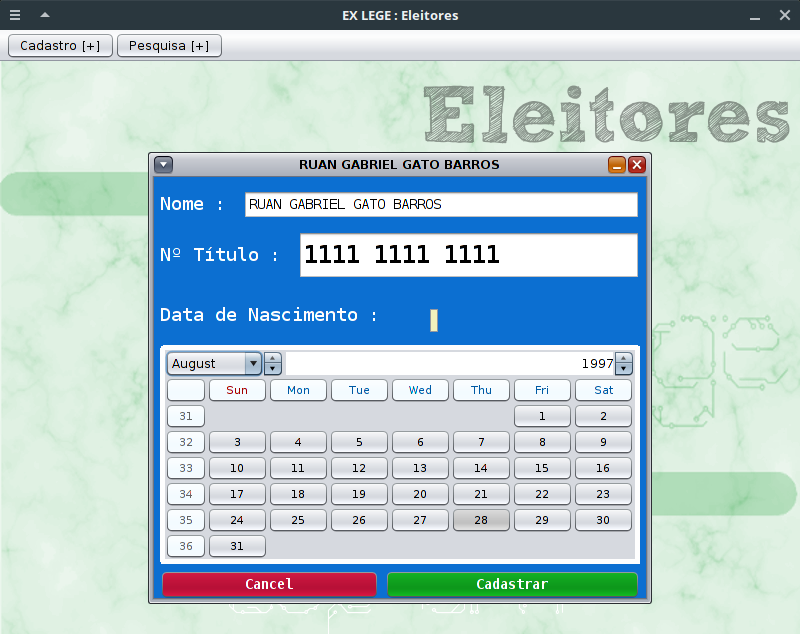 EX LEGE : Eleitores
Cadastro [+] Pesquisa [+]
Eleitores
RUAN GABRIEL GATO BARROS
Nome : RUAN GABRIEL GATO BARROS
Nº Título : 1111 1111 1111
Data de Nascimento :
August 1997
Sun Mon Tue Wed Thu Fri Sat
31 1 2
32 3 4 5 6 7 8 9
33 10 11 12 13 14 15 16
34 17 18 19 20 21 22 23
35 24 25 26 27 28 29 30
36 31
Cancel Cadastrar